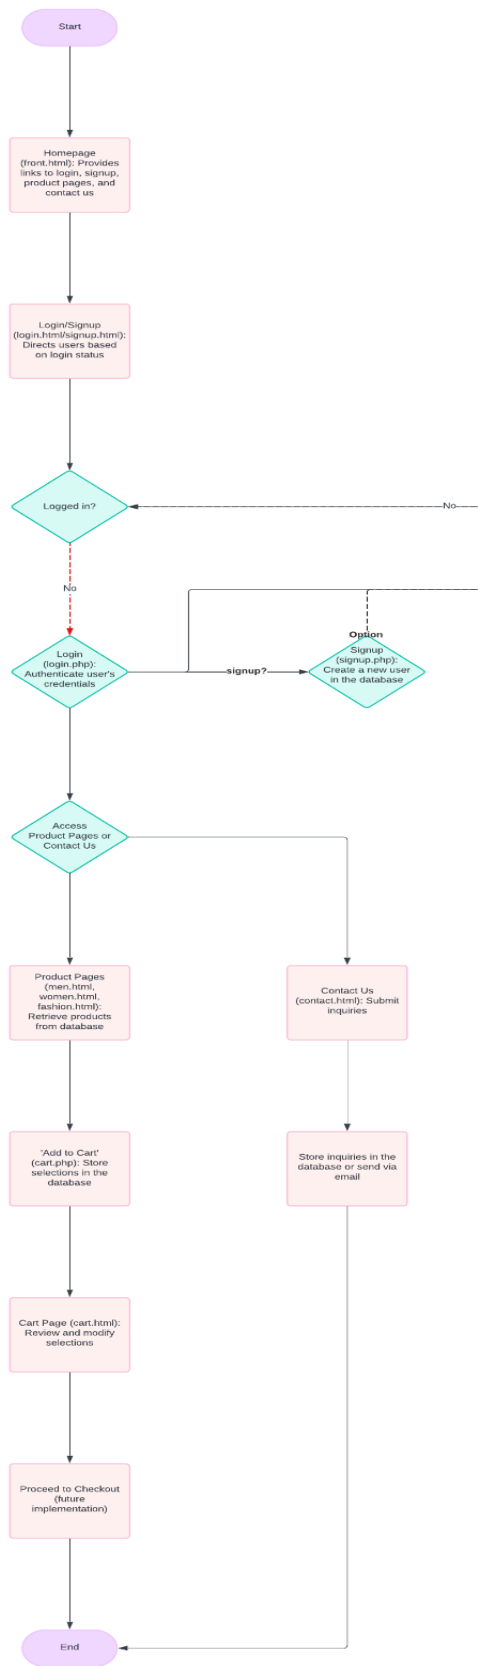 Start
Homepage
(front.html): Provides
links to login, signup,
product pages, and
contact us
Login/Signup
(login.html/signup.html):
Directs users based
on login status
Logged in?
No
No
Login
(login.php):
Authenticate user's
credentials
signup?
Option
Signup
(signup.php):
Create a new user
in the database
Access
Product Pages or
Contact Us
Product Pages
(men.html,
women.html,
fashion.html):
Retrieve products
from database
Contact Us
(contact.html): Submit
inquiries
'Add to Cart'
(cart.php): Store
selections in the
database
Store inquiries in the
database or send via
email
Cart Page (cart.html):
Review and modify
selections
Proceed to Checkout
(future
implementation)
End